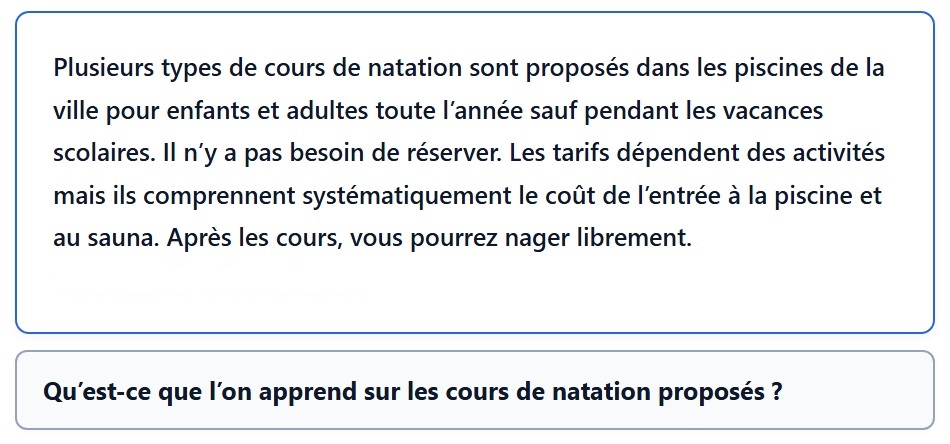 Plusieurs types de cours de natation sont proposés dans les piscines de la
ville pour enfants et adultes toute l’année sauf pendant les vacances
scolaires. Il n’y a pas besoin de réserver. Les tarifs dépendent des activités
mais ils comprennent systématiquement le coût de l’entrée à la piscine et
au sauna. Après les cours, vous pourrez nager librement.
Qu’est-ce que l’on apprend sur les cours de natation proposés ?